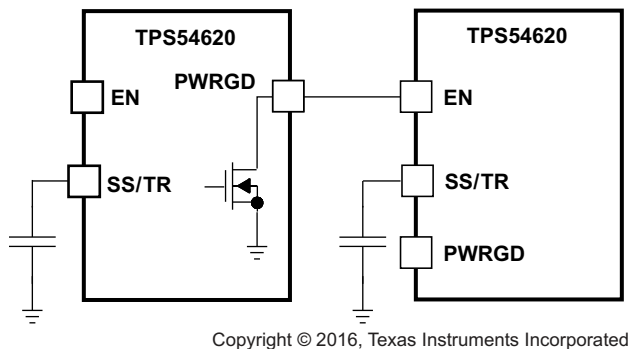 TPS54620
PWRGD
EN
SS/TR
TPS54620
EN
SS/TR
PWRGD
Copyright © 2016, Texas Instruments Incorporated